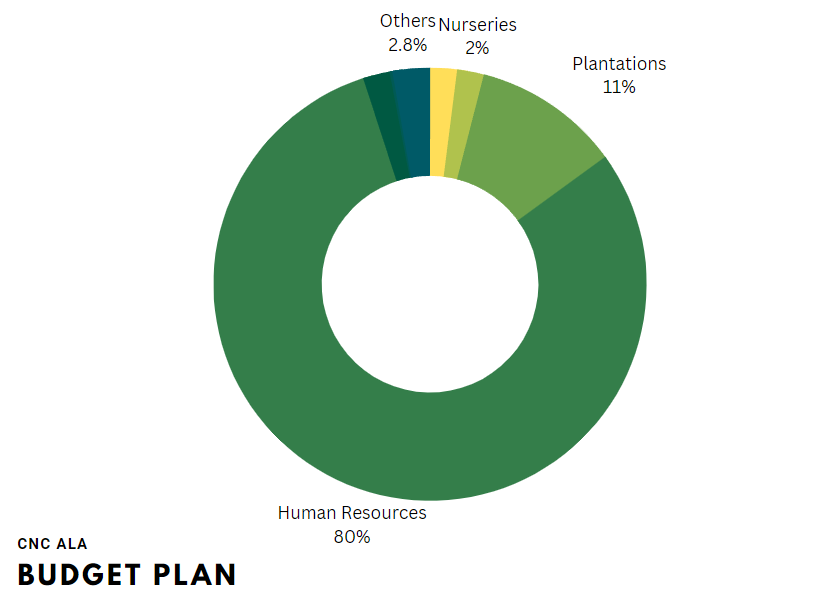 Others
2.8%
Nurseries
2%
Plantations
11%
Human Resources
80%
CNC ALA
BUDGET PLAN